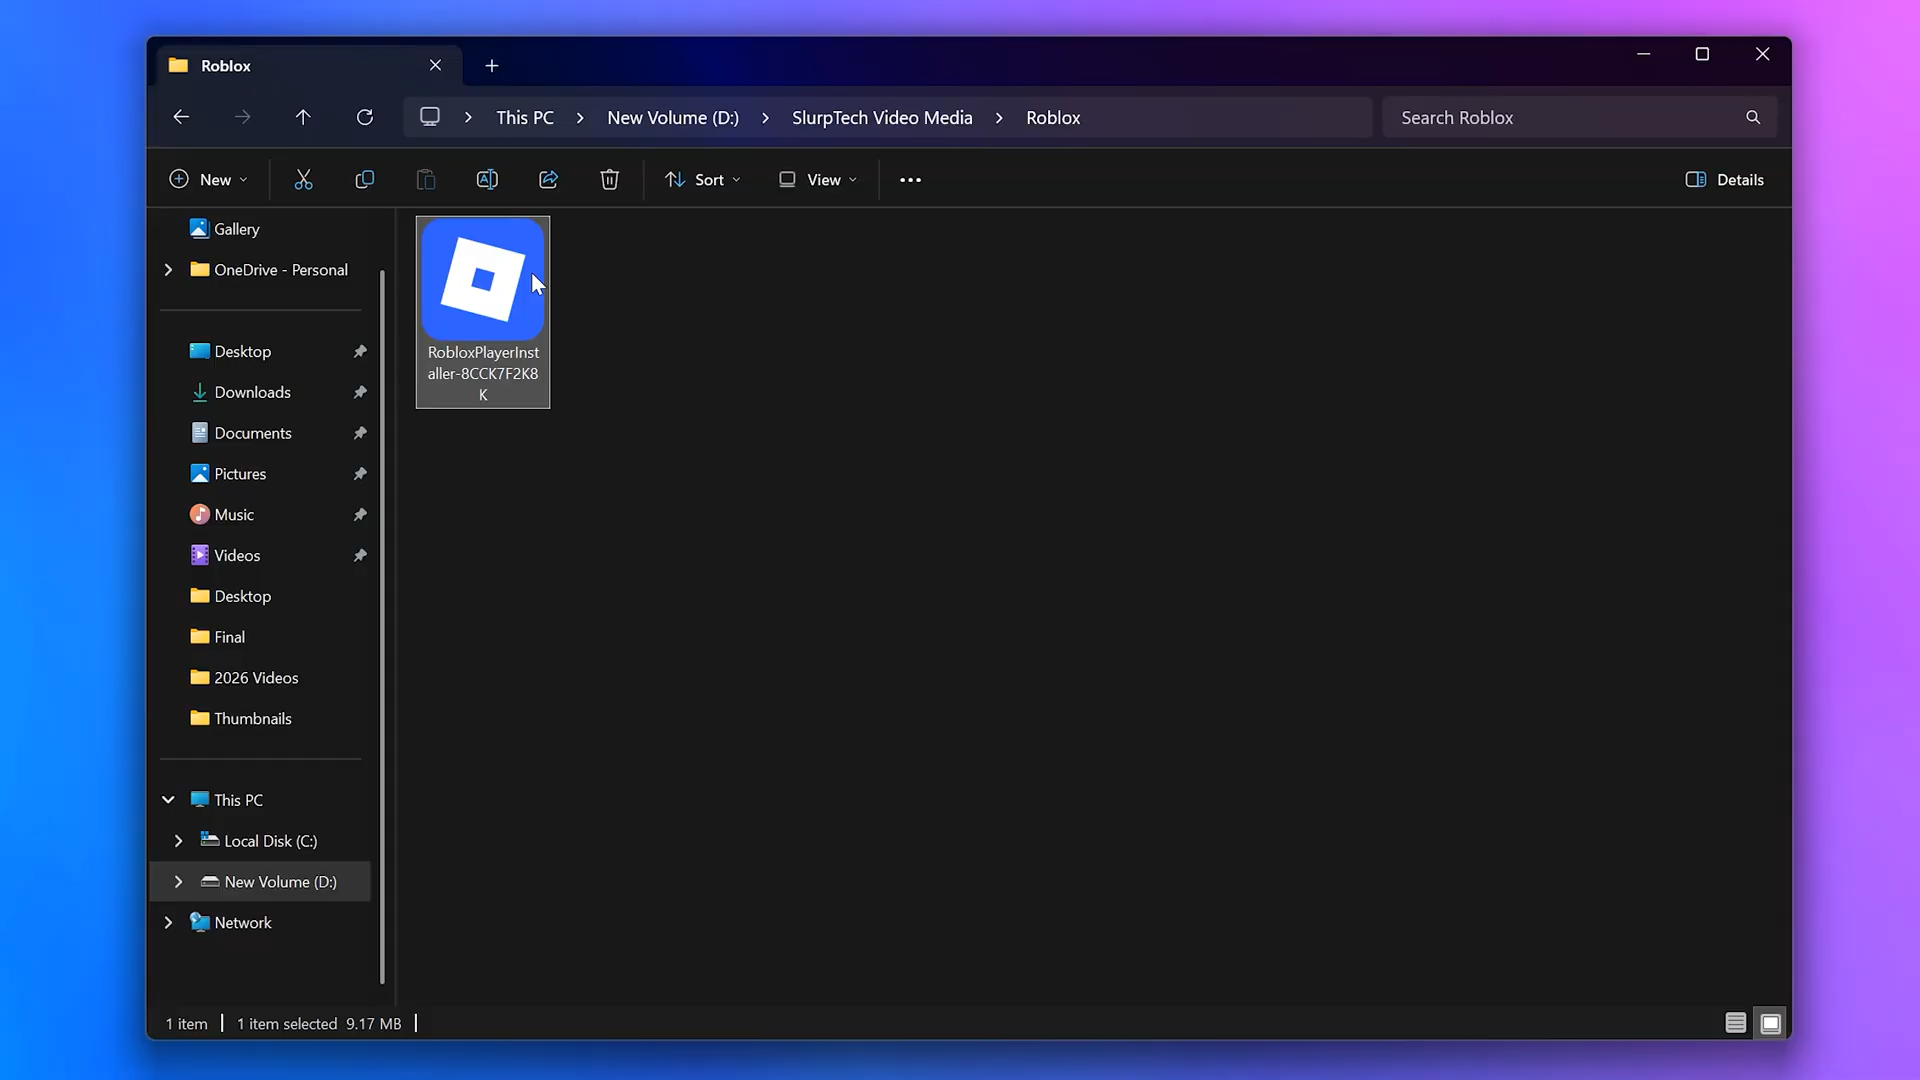 Roblox
This PC
New Volume (D:)
SlurpTech Video Media
Roblox
Search Roblox
New
Sort
View
Details
Gallery
OneDrive - Personal
Desktop
Downloads
Documents
Pictures
Music
Videos
Desktop
Final
2026 Videos
Thumbnails
This PC
Local Disk (C:)
New Volume (D:)
Network
RobloxPlayerInst
aller-8CCK7F2K8
K
1 item
1 item selected 9.17 MB